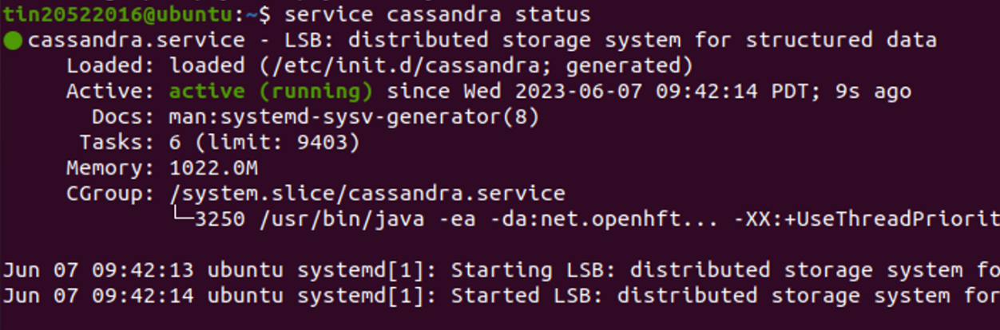 tin20522016@ubuntu:~$ service cassandra status
● cassandra.service - LSB: distributed storage system for structured data
Loaded: loaded (/etc/init.d/cassandra; generated)
Active: active (running) since Wed 2023-06-07 09:42:14 PDT; 9s ago
Docs: man:systemd-sysv-generator(8)
Tasks: 6 (limit: 9403)
Memory: 1022.0M
CGroup: /system.slice/cassandra.service
└─3250 /usr/bin/java -ea -da:net.openhft... -XX:+UseThreadPriorit
Jun 07 09:42:13 ubuntu systemd[1]: Starting LSB: distributed storage system fo
Jun 07 09:42:14 ubuntu systemd[1]: Started LSB: distributed storage system for